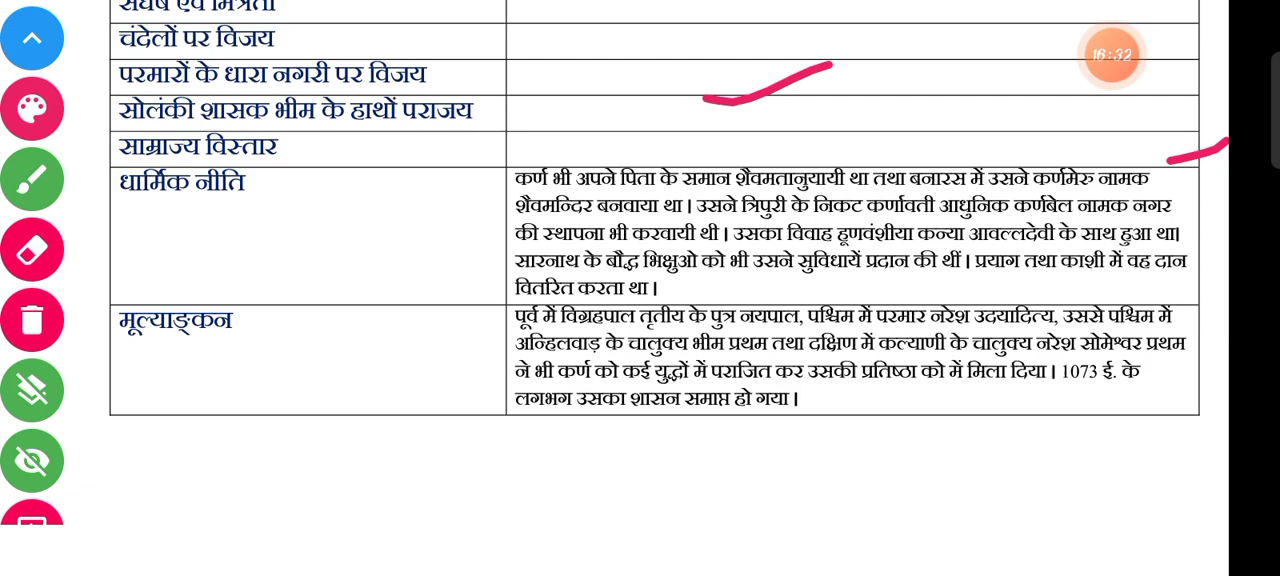 संघर्ष एवं मित्रता
चंदेलों पर विजय
16:32
परमारों के धारा नगरी पर विजय
सोलंकी शासक भीम के हाथों पराजय
साम्राज्य विस्तार
धार्मिक नीति
कर्ण भी अपने पिता के समान शैवमतानुयायी था तथा बनारस में उसने कर्णमेरु नामक
शैवमन्दिर बनवाया था। उसने त्रिपुरी के निकट कर्णावती आधुनिक कर्णबेल नामक नगर
की स्थापना भी करवायी थी। उसका विवाह हूणवंशीया कन्या आवल्लदेवी के साथ हुआ था।
सारनाथ के बौद्ध भिक्षुओ को भी उसने सुविधायें प्रदान की थीं। प्रयाग तथा काशी में वह दान
वितरित करता था।
मूल्याङ्कन
पूर्व में विग्रहपाल तृतीय के पुत्र नयपाल, पश्चिम में परमार नरेश उदयादित्य, उससे पश्चिम में
अन्हिलवाड़ के चालुक्य भीम प्रथम तथा दक्षिण में कल्याणी के चालुक्य नरेश सोमेश्वर प्रथम
ने भी कर्ण को कई युद्धों में पराजित कर उसकी प्रतिष्ठा को में मिला दिया। 1073 ई. के
लगभग उसका शासन समाप्त हो गया।